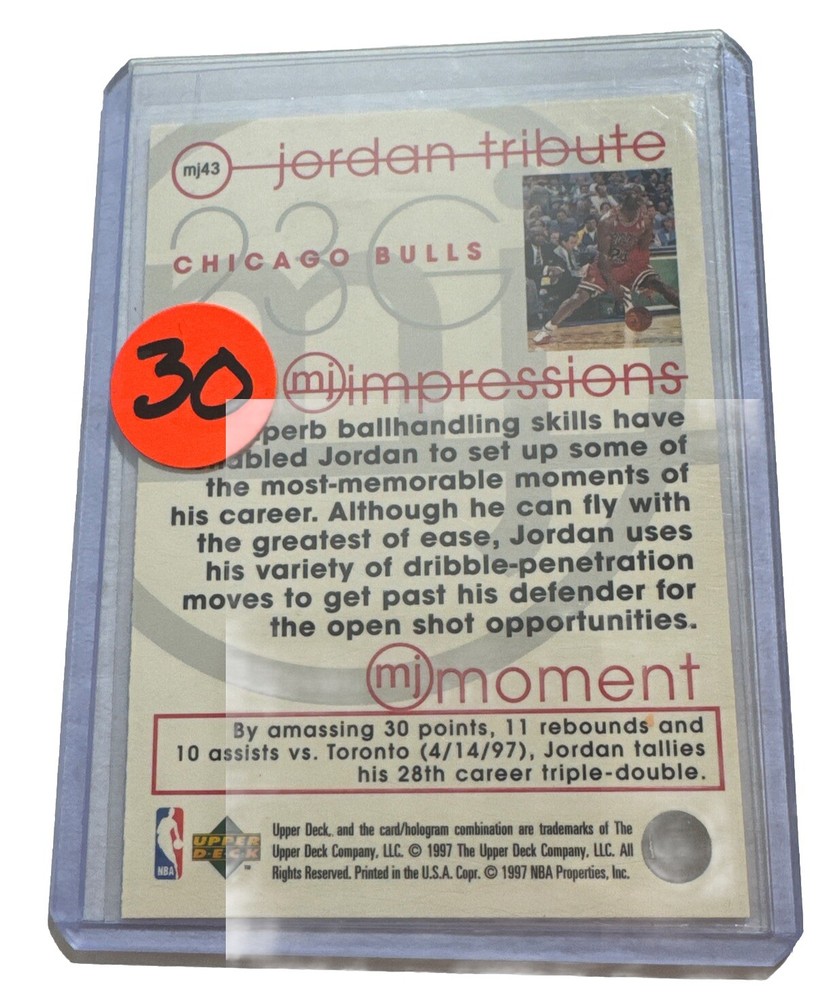 mj43 jordan tribute
23
CHICAGO BULLS
30
mj impressions
perb ballhandling skills have
abled Jordan to set up some of
the most-memorable moments of
his career. Although he can fly with
the greatest of ease, Jordan uses
his variety of dribble-penetration
moves to get past his defender for
the open shot opportunities.
mj moment
By amassing 30 points, 11 rebounds and
10 assists vs. Toronto (4/14/97), Jordan tallies
his 28th career triple-double.
NBA
UPPER
DECK
™
Upper Deck, and the card/hologram combination are trademarks of The
Upper Deck Company, LLC. © 1997 The Upper Deck Company, LLC. All
Rights Reserved. Printed in the U.S.A. Copr. © 1997 NBA Properties, Inc.